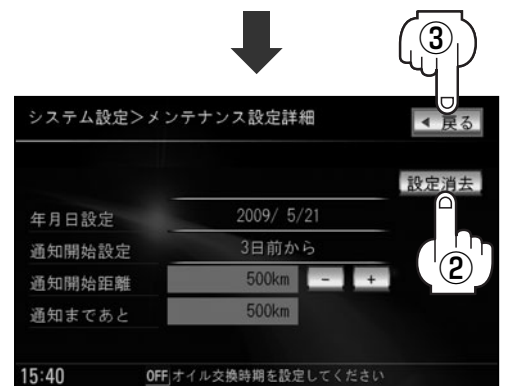 ③
システム設定>メンテナンス設定詳細
◀ 戻る
設定消去
年月日設定 2009/ 5/21
通知開始設定 3日前から
通知開始距離 500km - +
②
通知まであと 500km
15:40 OFF オイル交換時期を設定してください